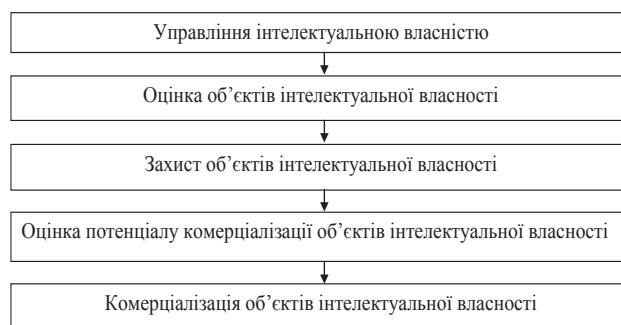 Управління інтелектуальною власністю
Оцінка об’єктів інтелектуальної власності
Захист об’єктів інтелектуальної власності
Оцінка потенціалу комерціалізації об’єктів інтелектуальної власності
Комерціалізація об’єктів інтелектуальної власності